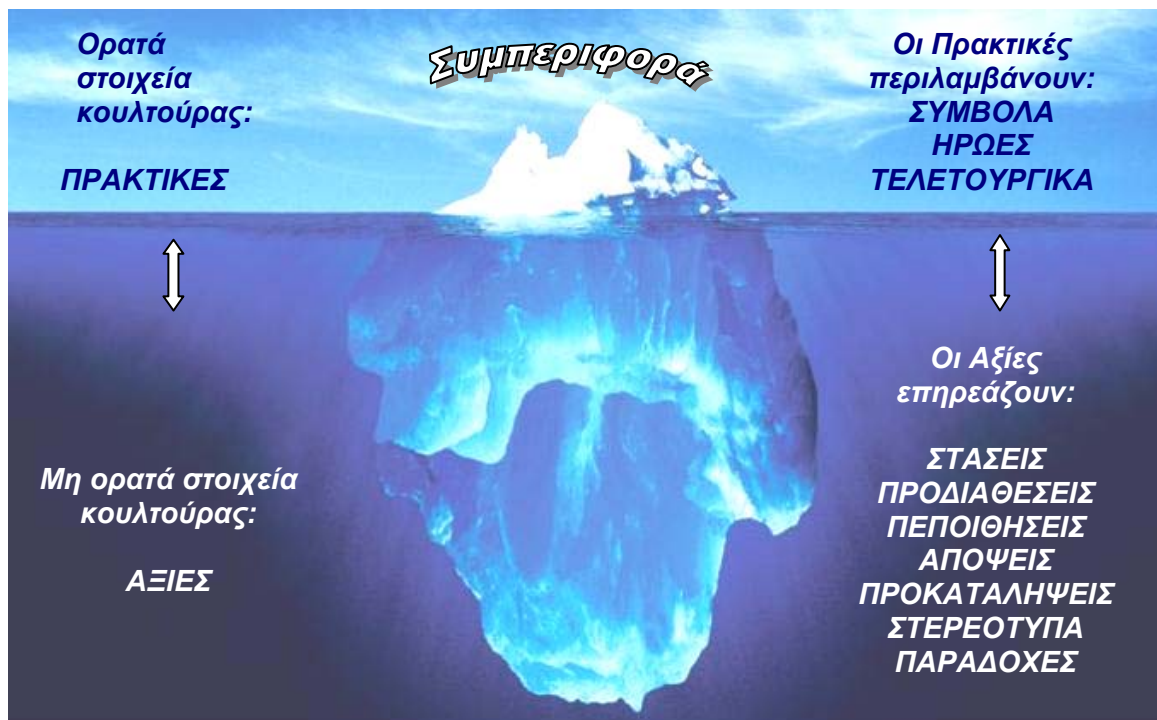 Ορατά
στοιχεία
κουλτούρας:
ΠΡΑΚΤΙΚΕΣ
Συμπεριφορά
Οι Πρακτικές
περιλαμβάνουν:
ΣΥΜΒΟΛΑ
ΗΡΩΕΣ
ΤΕΛΕΤΟΥΡΓΙΚΑ
Μη ορατά στοιχεία
κουλτούρας:
ΑΞΙΕΣ
Οι Αξίες
επηρεάζουν:
ΣΤΑΣΕΙΣ
ΠΡΟΔΙΑΘΕΣΕΙΣ
ΠΕΠΟΙΘΗΣΕΙΣ
ΑΠΟΨΕΙΣ
ΠΡΟΚΑΤΑΛΗΨΕΙΣ
ΣΤΕΡΕΟΤΥΠΑ
ΠΑΡΑΔΟΧΕΣ